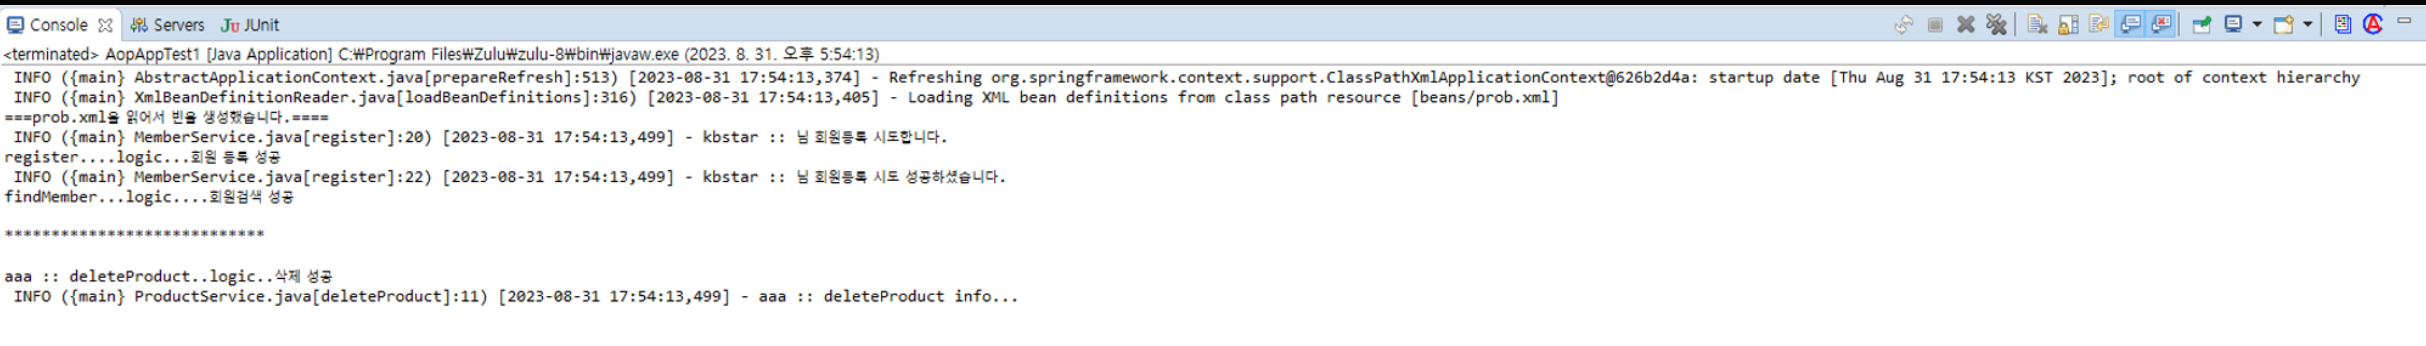 Console Servers JUnit
<terminated> AopAppTest1 [Java Application] C:₩Program Files₩Zulu₩zulu-8₩bin₩javaw.exe (2023. 8. 31. 오후 5:54:13)
INFO ({main} AbstractApplicationContext.java[prepareRefresh]:513) [2023-08-31 17:54:13,374] - Refreshing org.springframework.context.support.ClassPathXmlApplicationContext@626b2d4a: startup date [Thu Aug 31 17:54:13 KST 2023]; root of context hierarchy
INFO ({main} XmlBeanDefinitionReader.java[loadBeanDefinitions]:316) [2023-08-31 17:54:13,405] - Loading XML bean definitions from class path resource [beans/prob.xml]
===prob.xml을 읽어서 빈을 생성했습니다.====
INFO ({main} MemberService.java[register]:20) [2023-08-31 17:54:13,499] - kbstar :: 님 회원등록 시도합니다.
register....logic...회원 등록 성공
INFO ({main} MemberService.java[register]:22) [2023-08-31 17:54:13,499] - kbstar :: 님 회원등록 시도 성공하셨습니다.
findMember...logic....회원검색 성공
****************************
aaa :: deleteProduct..logic..삭제 성공
INFO ({main} ProductService.java[deleteProduct]:11) [2023-08-31 17:54:13,499] - aaa :: deleteProduct info...